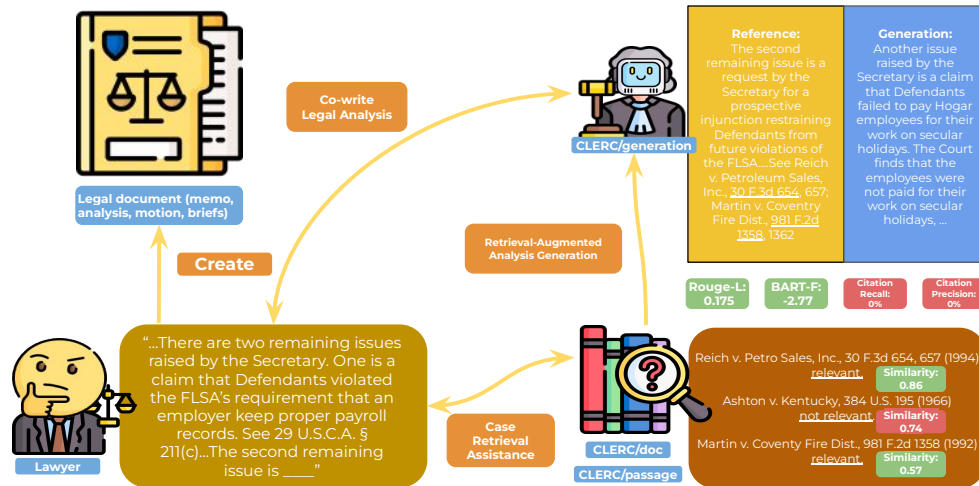 Co-write
Legal Analysis
CLERC/generation
Reference:
The second
remaining issue is a
request by the
Secretary for a
prospective
injunction restraining
Defendants from
future violations of
the FLSA....See Reich
v. Petroleum Sales,
Inc., 30 F.3d 654, 657;
Martin v. Coventry
Fire Dist., 981 F.2d
1358, 1362
Generation:
Another issue
raised by the
Secretary is a claim
that Defendants
failed to pay Hogar
employees for their
work on secular
holidays. The Court
finds that the
employees were
not paid for their
work on secular
holidays, ...
Legal document (memo,
analysis, motion, briefs)
Create
Retrieval-Augmented
Analysis Generation
Rouge-L:
0.175
BART-F:
-2.77
Citation
Recall:
0%
Citation
Precision:
0%
Lawyer
“...There are two remaining issues
raised by the Secretary. One is a
claim that Defendants violated
the FLSA’s requirement that an
employer keep proper payroll
records. See 29 U.S.C.A. §
211(c)...The second remaining
issue is ____”
Case
Retrieval
Assistance
?
CLERC/doc
CLERC/passage
Reich v. Petro Sales, Inc., 30 F.3d 654, 657 (1994)
relevant
Similarity:
0.86
Ashton v. Kentucky, 384 U.S. 195 (1966)
not relevant
Similarity:
0.74
Martin v. Coventy Fire Dist., 981 F.2d 1358 (1992)
relevant
Similarity:
0.57